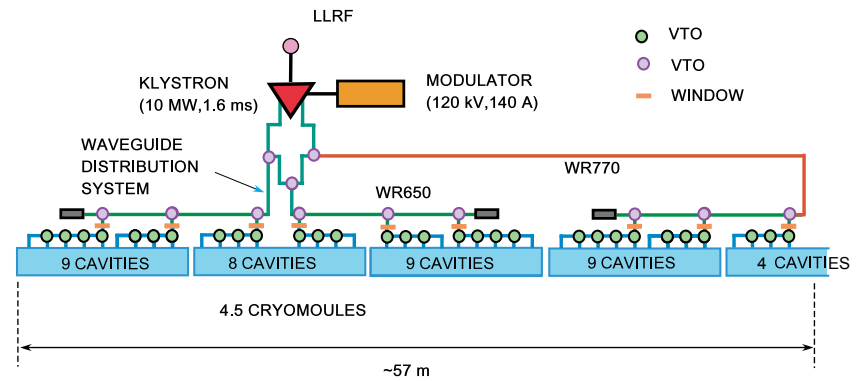 LLRF
KLYSTRON
(10 MW,1.6 ms)
MODULATOR
(120 kV,140 A)
VTO
VTO
WINDOW
WAVEGUIDE
DISTRIBUTION
SYSTEM
WR770
WR650
9 CAVITIES
8 CAVITIES
9 CAVITIES
9 CAVITIES
4 CAVITIES
4.5 CRYOMOULES
~57 m